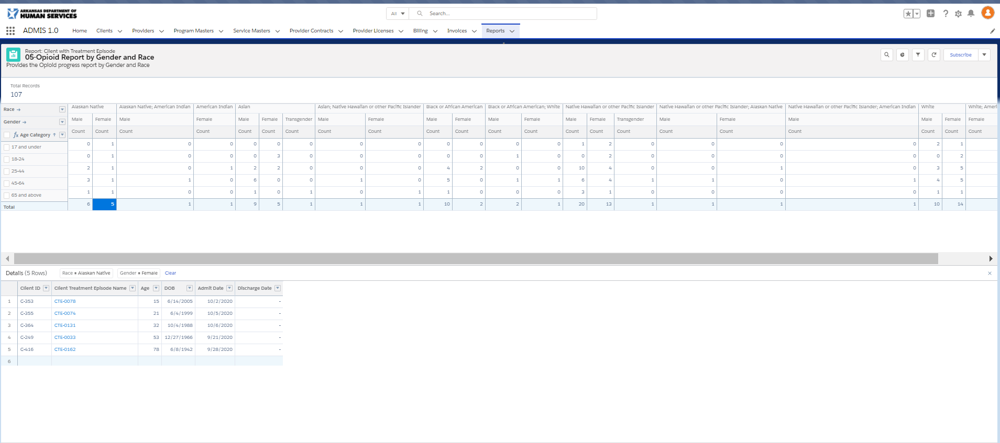 ARKANSAS DEPARTMENT OF
HUMAN SERVICES
All
Search...
ADMIS 1.0
Home Clients Providers Program Masters Service Masters Provider Contracts Provider Licenses Billing Invoices Reports
Report: Client with Treatment Episode
05-Opioid Report by Gender and Race
Provides the Opioid progress report by Gender and Race
Subscribe
Total Records
107
Race → Alaskan Native Alaskan Native; American Indian American Indian Asian Asian; Native Hawaiian or other Pacific Islander Black or African American Black or African American; White Native Hawaiian or other Pacific Islander Native Hawaiian or other Pacific Islander; Alaskan Native Native Hawaiian or other Pacific Islander; American Indian White White; Ameri
Gender → Male Female Male Female Male Female Transgender Male Female Male Female Male Female Male Female Transgender Male Female Male Male Female Female
fx Age Category ↑ Count Count Count Count Count Count Count Count Count Count Count Count Count Count Count Count Count Count Count Count Count Count
17 and under 0 1 0 0 0 0 0 0 0 0 0 0 0 1 2 0 0 0 0 2 1
18-24 0 1 0 0 0 3 0 0 0 0 0 1 0 0 2 0 0 0 0 0 2
25-44 2 1 0 1 2 2 0 0 0 4 2 0 0 10 4 0 0 1 0 3 5
45-64 3 1 1 0 6 0 0 1 0 5 0 1 1 6 4 1 1 0 1 4 5
65 and above 1 1 0 0 1 0 1 0 1 1 0 0 0 3 1 0 0 0 0 1 1
Total 6 5 1 1 9 5 1 1 1 10 2 2 1 20 13 1 1 1 1 10 14
Details (5 Rows) Race = Alaskan Native Gender = Female Clear
Client ID Client Treatment Episode Name Age DOB Admit Date Discharge Date
1 C-353 CTE-0078 15 6/14/2005 10/2/2020 -
2 C-355 CTE-0074 21 6/4/1999 10/5/2020 -
3 C-364 CTE-0131 32 10/4/1988 10/6/2020 -
4 C-249 CTE-0033 53 12/27/1966 9/21/2020 -
5 C-416 CTE-0162 78 6/8/1942 9/28/2020 -
6